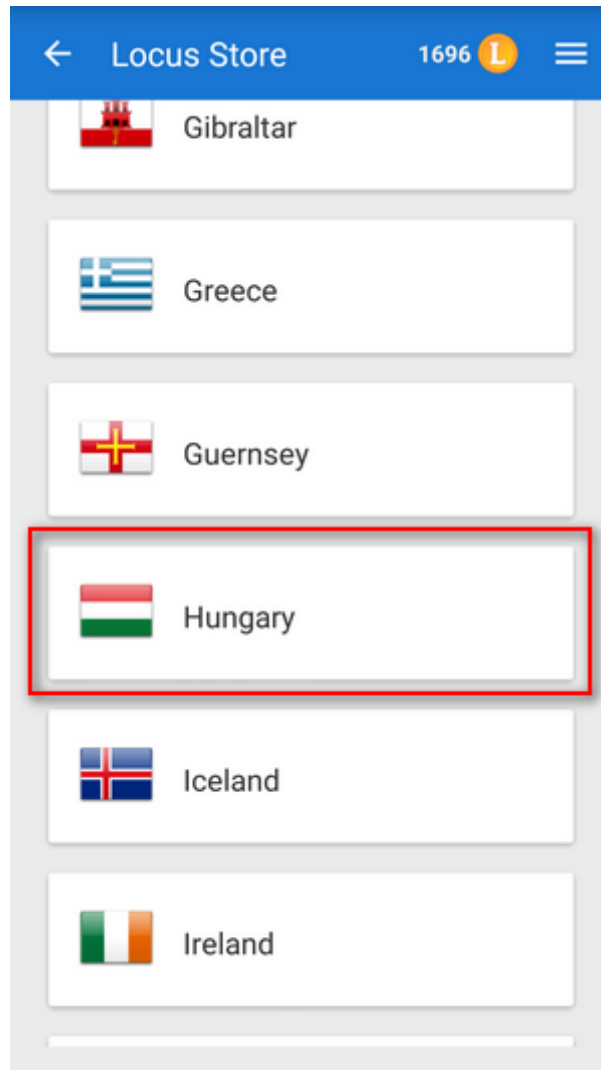 Locus Store 1696 L
Gibraltar
Greece
Guernsey
Hungary
Iceland
Ireland